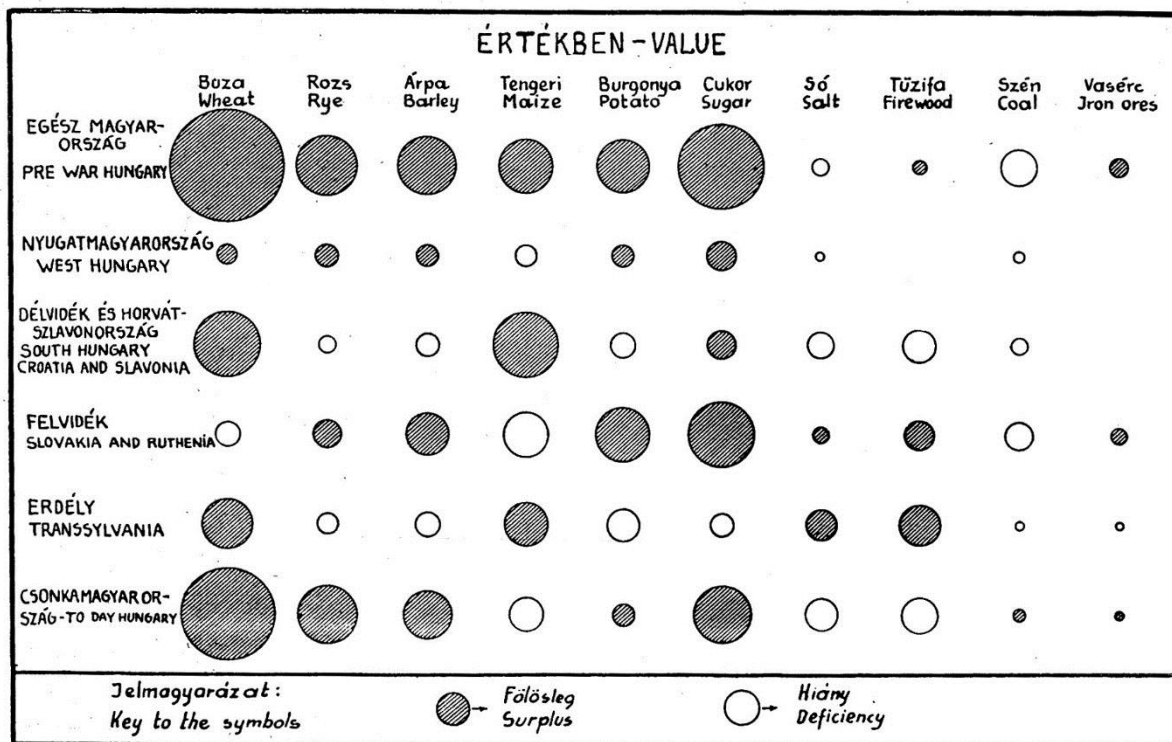 ÉRTÉKBEN-VALUE
Buza Rozs Árpa Tengeri Burgonya Cukor Só Tűzifa Szén Vasérc
Wheat Rye Barley Maize Potato Sugar Salt Firewood Coal Jron ores
EGÉSZ MAGYAR-
ORSZÁG
PRE WAR HUNGARY
NYUGATMAGYARORSZÁG
WEST HUNGARY
DÉLVIDÉK ÉS HORVÁT-
SZLAVONORSZÁG
SOUTH HUNGARY
CROATIA AND SLAVONIA
FELVIDÉK
SLOVAKIA AND RUTHENIA
ERDÉLY
TRANSSYLVANIA
CSONKAMAGYAROR-
SZÁG-TO DAY HUNGARY
Jelmagyarázat: Fölösleg Hiány
Key to the symbols Surplus Deficiency